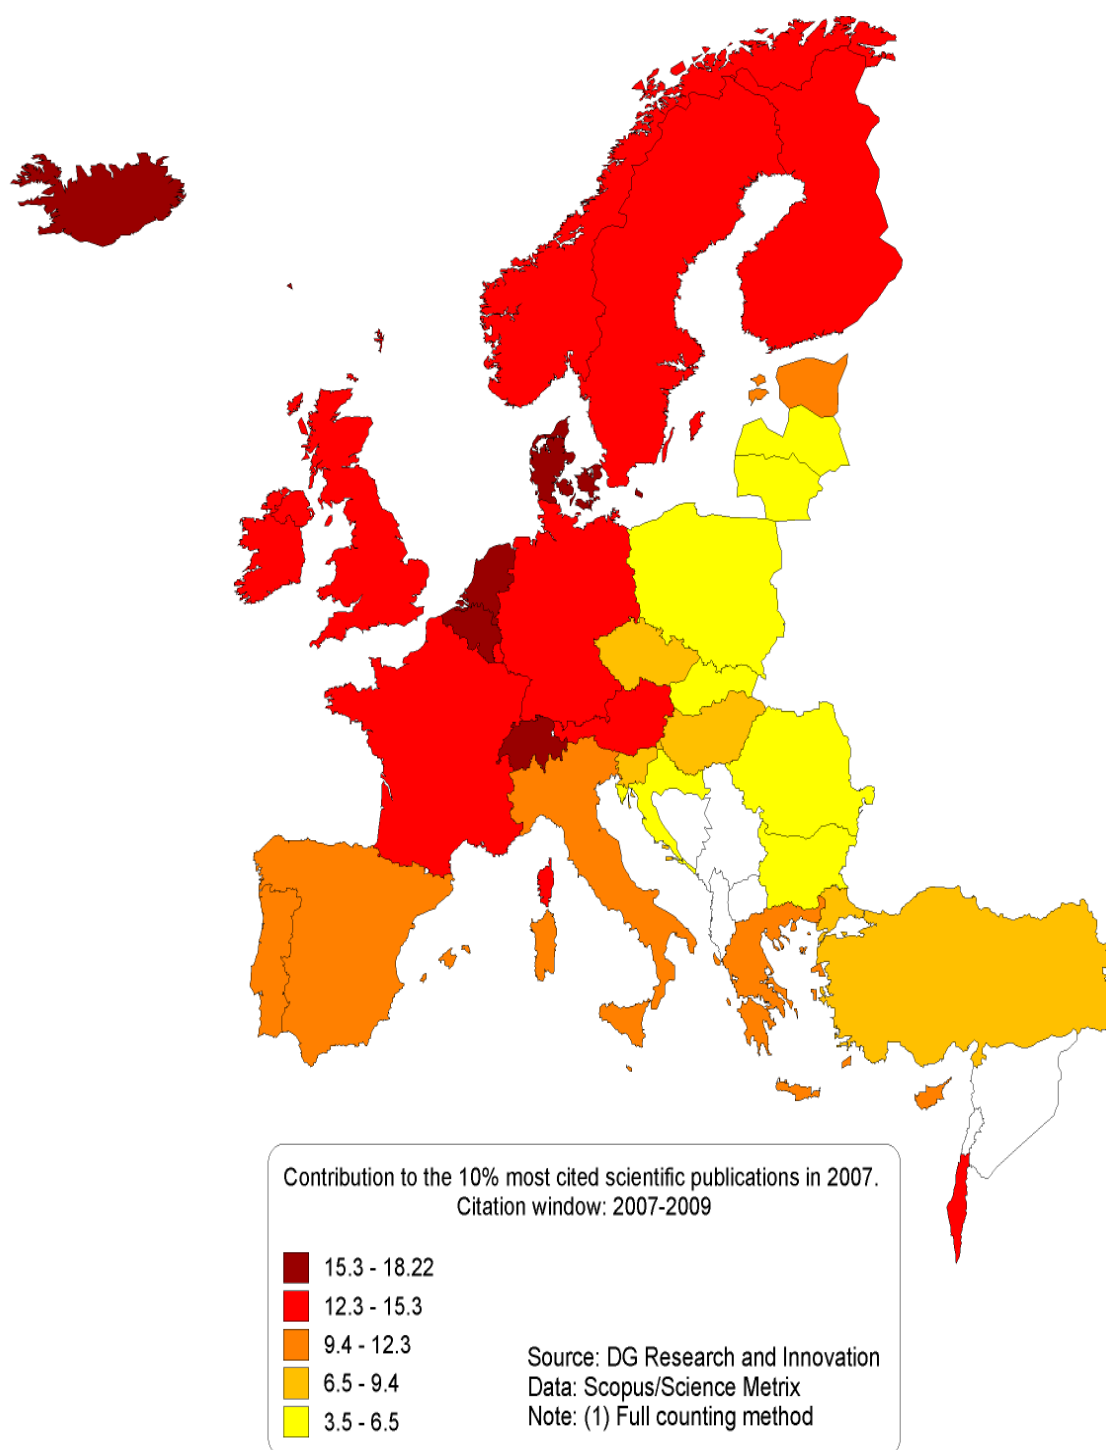 Contribution to the 10% most cited scientific publications in 2007.
Citation window: 2007-2009
15.3 - 18.22
12.3 - 15.3
9.4 - 12.3
6.5 - 9.4
3.5 - 6.5
Source: DG Research and Innovation
Data: Scopus/Science Metrix
Note: (1) Full counting method